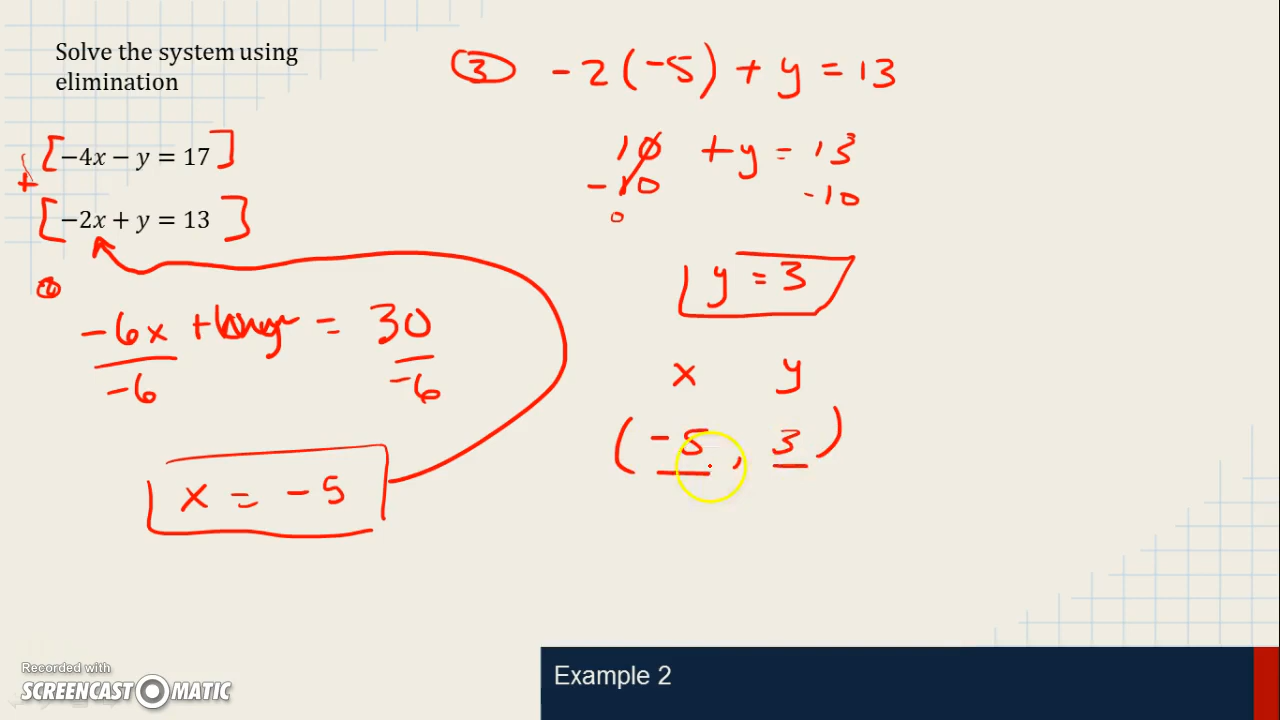 Solve the system using
elimination
[−4x − y = 17]
+
[−2x + y = 13 ]
-6x + = 30
-6 -6
x = -5
③ -2(-5) + y = 13
10 + y = 13
-10 -10
0
y = 3
x y
(-5, 3)
Example 2
Recorded with
SCREENCAST O MATIC